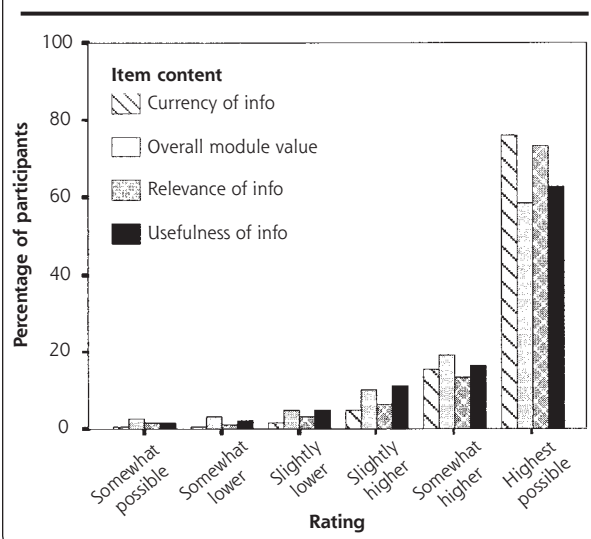 100
80
60
40
20
0
Percentage of participants
Item content
Currency of info
Overall module value
Relevance of info
Usefulness of info
Somewhat
possible
Somewhat
lower
Slightly
lower
Slightly
higher
Somewhat
higher
Highest
possible
Rating